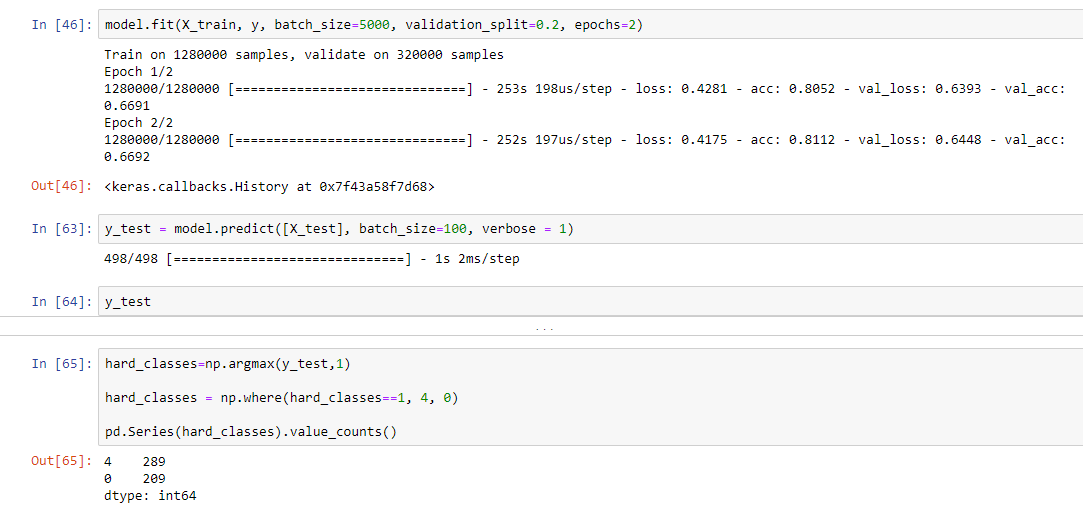 In [46]: model.fit(X_train, y, batch_size=5000, validation_split=0.2, epochs=2)
Train on 1280000 samples, validate on 320000 samples
Epoch 1/2
1280000/1280000 [==============================] - 253s 198us/step - loss: 0.4281 - acc: 0.8052 - val_loss: 0.6393 - val_acc:
0.6691
Epoch 2/2
1280000/1280000 [==============================] - 252s 197us/step - loss: 0.4175 - acc: 0.8112 - val_loss: 0.6448 - val_acc:
0.6692
Out[46]: <keras.callbacks.History at 0x7f43a58f7d68>
In [63]: y_test = model.predict([X_test], batch_size=100, verbose = 1)
498/498 [==============================] - 1s 2ms/step
In [64]: y_test
...
In [65]: hard_classes=np.argmax(y_test,1)
hard_classes = np.where(hard_classes==1, 4, 0)
pd.Series(hard_classes).value_counts()
Out[65]: 4    289
0    209
dtype: int64